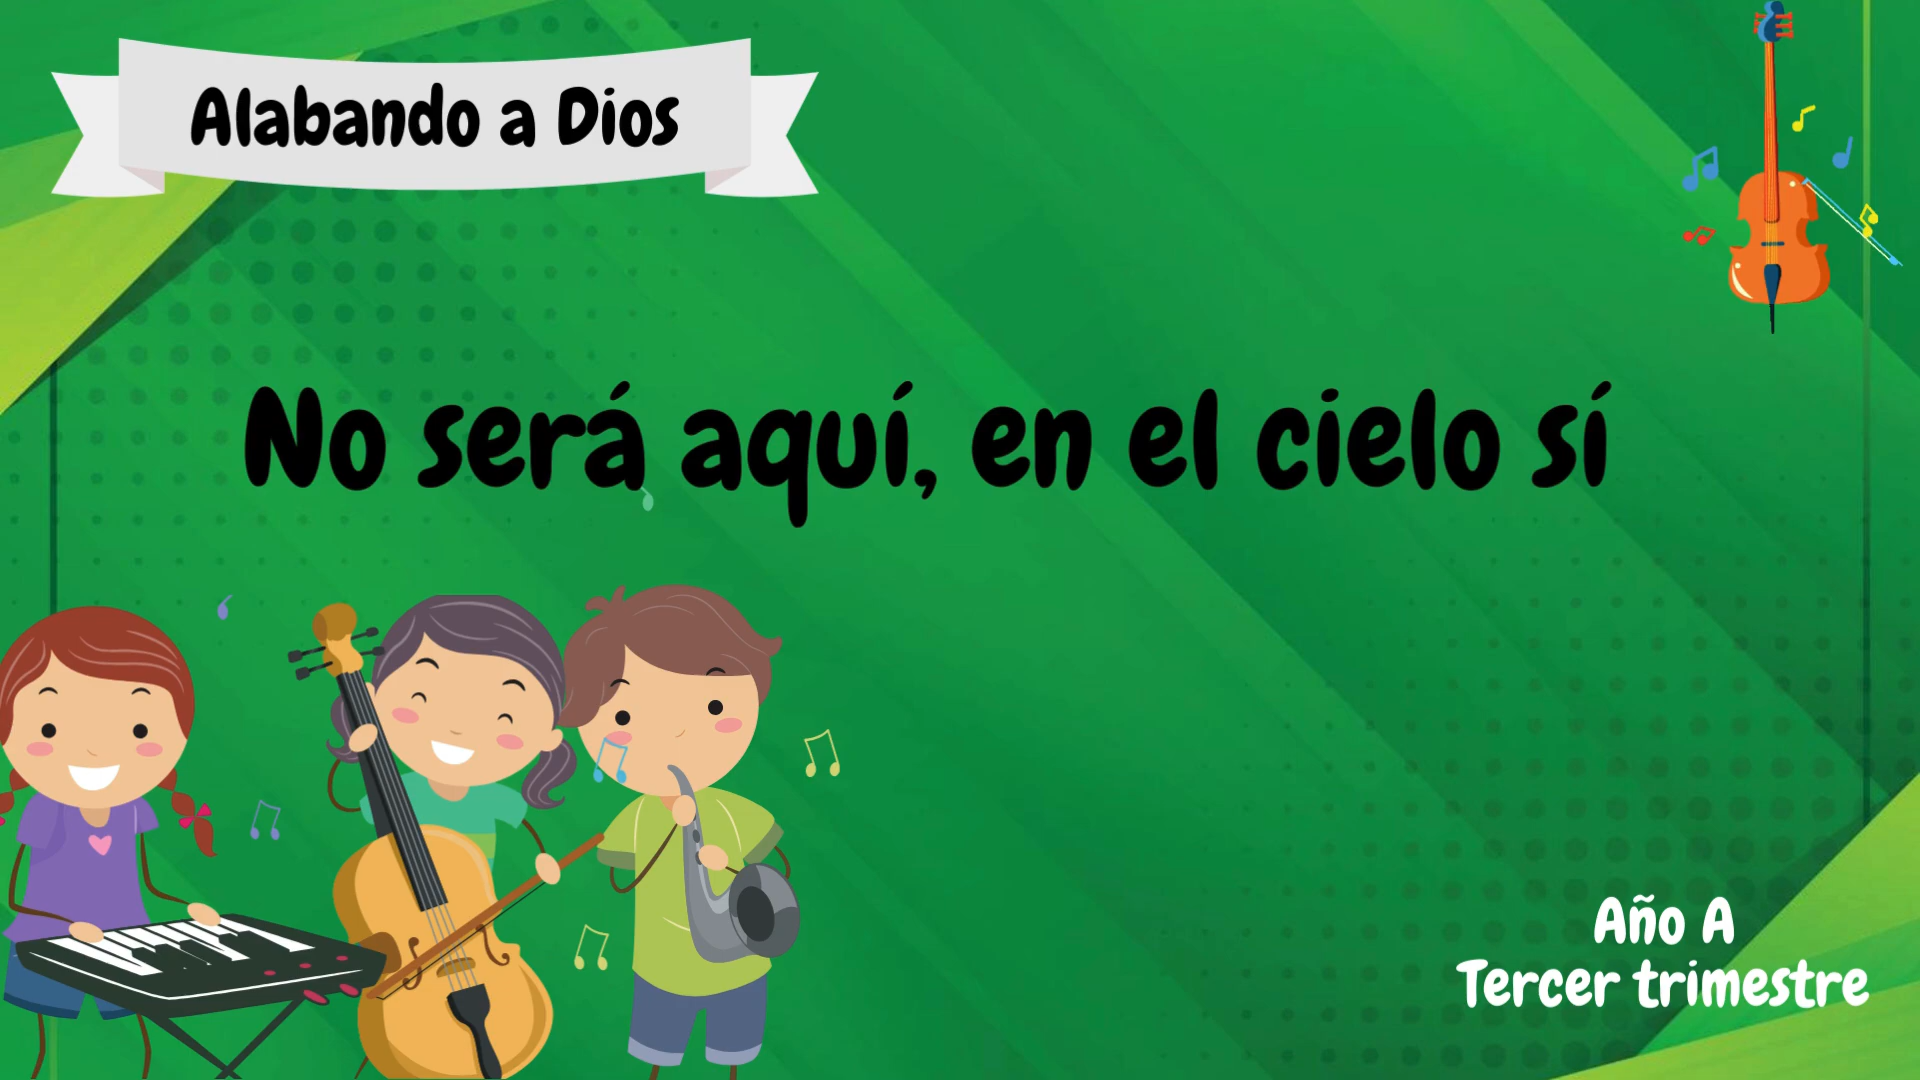 Alabando a Dios
No será aquí, en el cielo sí
Año A
Tercer trimestre